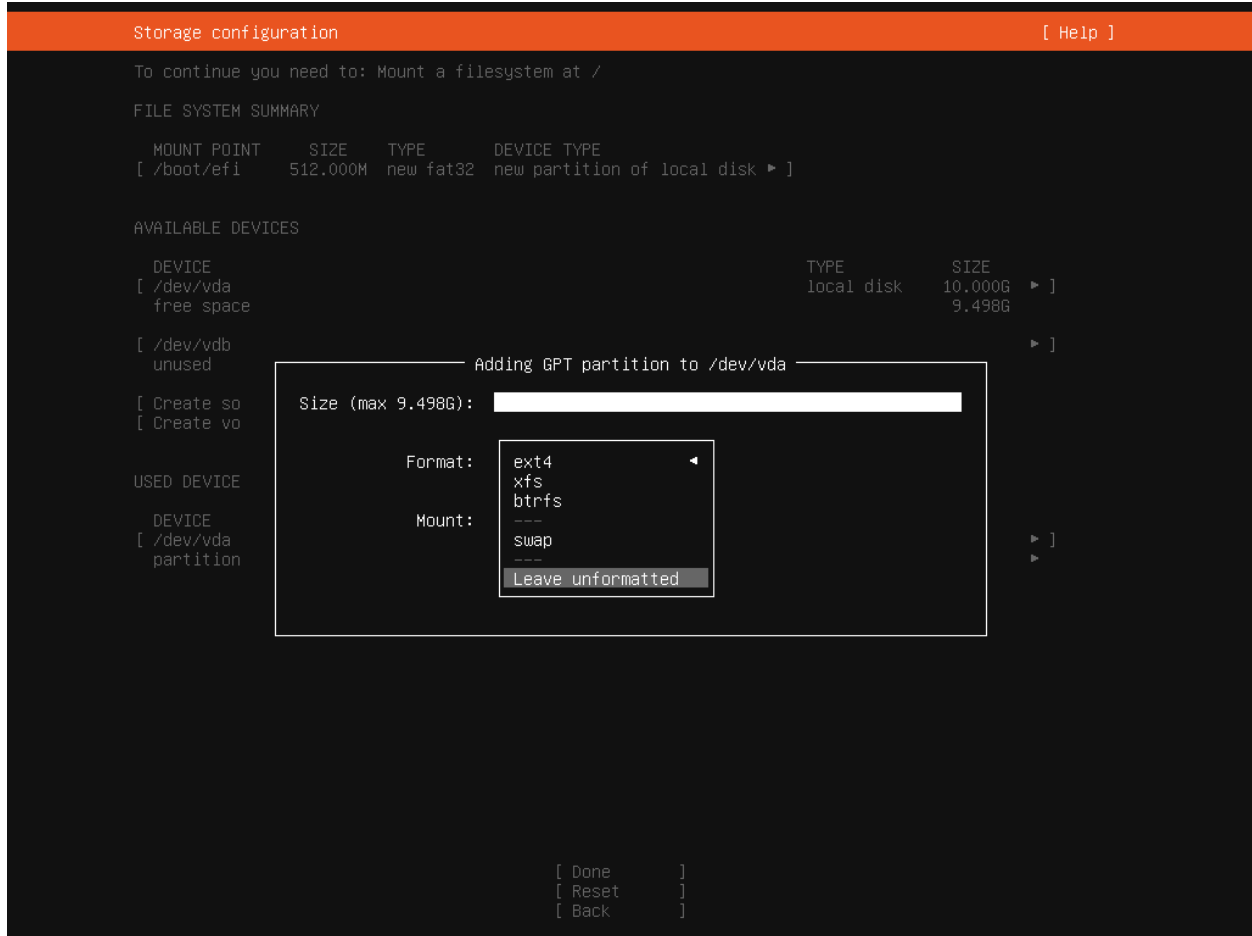 Storage configuration [ Help ]
To continue you need to: Mount a filesystem at /
FILE SYSTEM SUMMARY
MOUNT POINT SIZE TYPE DEVICE TYPE
[ /boot/efi 512.000M new fat32 new partition of local disk ▸ ]
AVAILABLE DEVICES
DEVICE TYPE SIZE
[ /dev/vda local disk 10.000G ▸ ]
free space 9.498G
[ /dev/vdb ▸ ]
unused
Adding GPT partition to /dev/vda
[ Create so
[ Create vo
Size (max 9.498G):
Format:
ext4 ◂
xfs
btrfs
---
swap
---
Leave unformatted
Mount:
USED DEVICE
DEVICE
[ /dev/vda ▸ ]
partition ▸
[ Done ]
[ Reset ]
[ Back ]